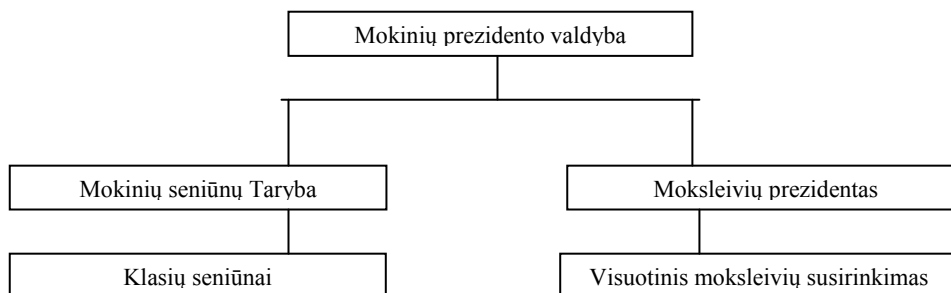 Mokinių prezidento valdyba
Mokinių seniūnų Taryba
Moksleivių prezidentas
Klasių seniūnai
Visuotinis moksleivių susirinkimas